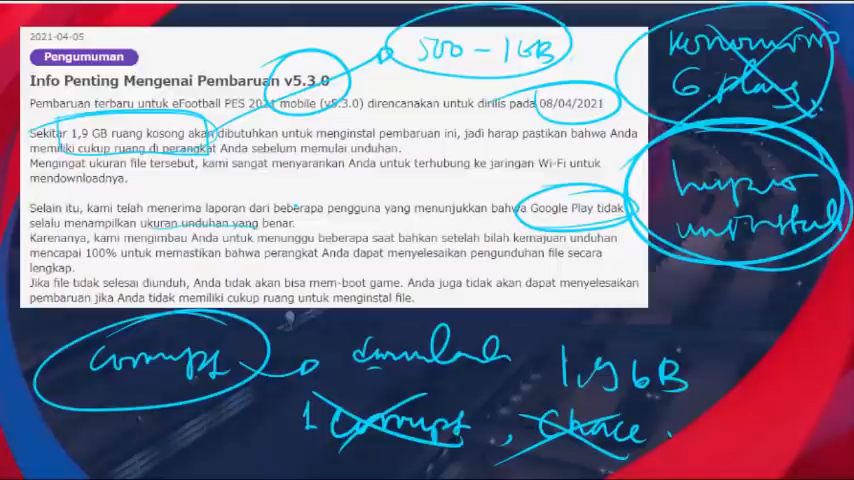 2021-04-05
Pengumuman
Info Penting Mengenai Pembaruan v5.3.0
Pembaruan terbaru untuk eFootball PES 2021 mobile (v5.3.0) direncanakan untuk dirilis pada 08/04/2021
Sekitar 1,9 GB ruang kosong akan dibutuhkan untuk menginstal pembaruan ini, jadi harap pastikan bahwa Anda
memiliki cukup ruang di perangkat Anda sebelum memulai unduhan.
Mengingat ukuran file tersebut, kami sangat menyarankan Anda untuk terhubung ke jaringan Wi-Fi untuk
mendownloadnya.
Selain itu, kami telah menerima laporan dari beberapa pengguna yang menunjukkan bahwa Google Play tidak
selalu menampilkan ukuran unduhan yang benar.
Karenanya, kami mengimbau Anda untuk menunggu beberapa saat bahkan setelah bilah kemajuan unduhan
mencapai 100% untuk memastikan bahwa perangkat Anda dapat menyelesaikan pengunduhan file secara
lengkap.
Jika file tidak selesai diunduh, Anda tidak akan bisa mem-boot game. Anda juga tidak akan dapat menyelesaikan
pembaruan jika Anda tidak memiliki cukup ruang untuk menginstal file.
500 - 1 GB
G. play
uninstall
corrupt
1,9 GB
1 corrupt,